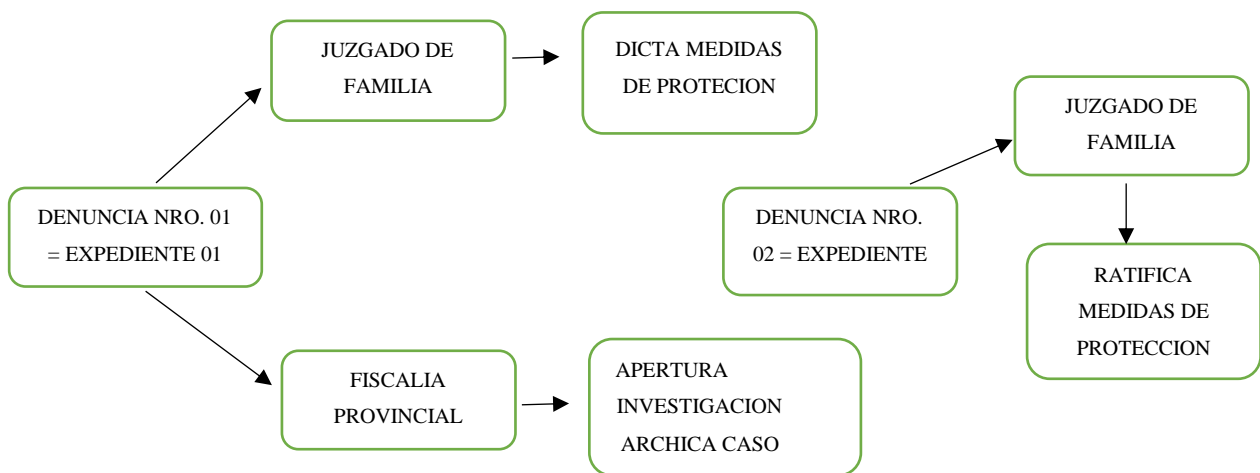 JUZGADO DE
FAMILIA
DICTA MEDIDAS
DE PROTECION
DENUNCIA NRO. 01
= EXPEDIENTE 01
FISCALIA
PROVINCIAL
APERTURA
INVESTIGACION
ARCHICA CASO
DENUNCIA NRO.
02 = EXPEDIENTE
JUZGADO DE
FAMILIA
RATIFICA
MEDIDAS DE
PROTECCION